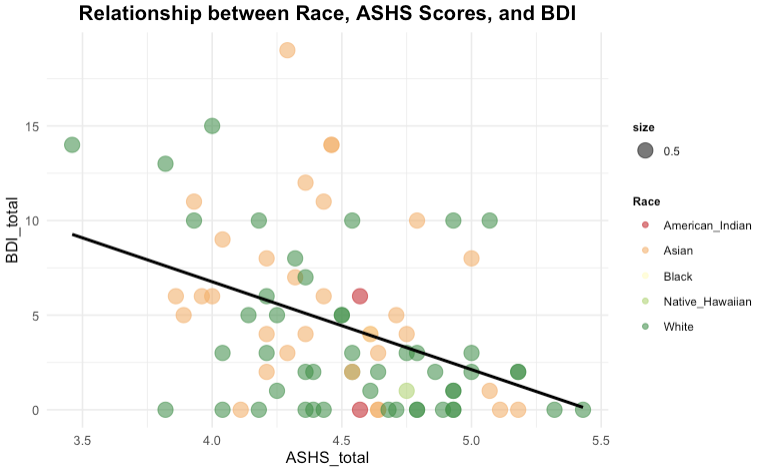 Relationship between Race, ASHS Scores, and BDI
15
10
5
0
BDI_total
3.5 4.0 4.5 5.0 5.5
ASHS_total
size
0.5
Race
American_Indian
Asian
Black
Native_Hawaiian
White